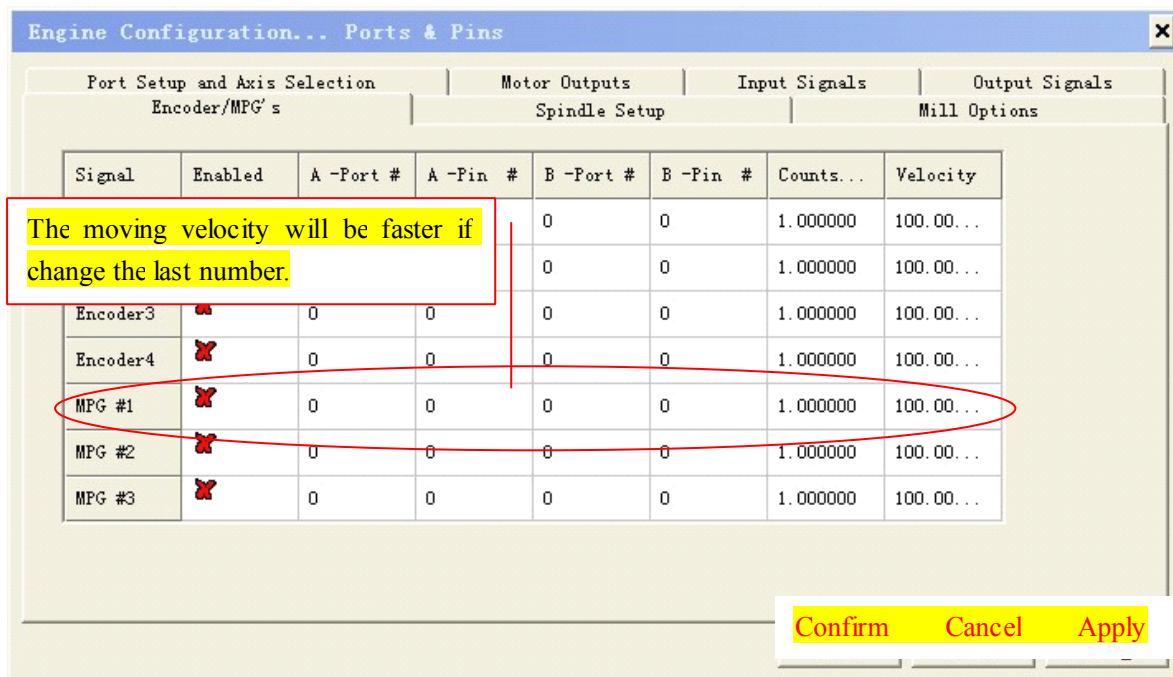 Engine Configuration... Ports & Pins
Port Setup and Axis Selection Motor Outputs Input Signals Output Signals
Encoder/MPG's Spindle Setup Mill Options
Signal Enabled A -Port # A -Pin # B -Port # B -Pin # Counts... Velocity
The moving velocity will be faster if
change the last number.
0 0 1.000000 100.00...
0 0 1.000000 100.00...
Encoder3 0 0 0 0 1.000000 100.00...
Encoder4 0 0 0 0 1.000000 100.00...
MPG #1 0 0 0 0 1.000000 100.00...
MPG #2 0 0 0 0 1.000000 100.00...
MPG #3 0 0 0 0 1.000000 100.00...
Confirm Cancel Apply